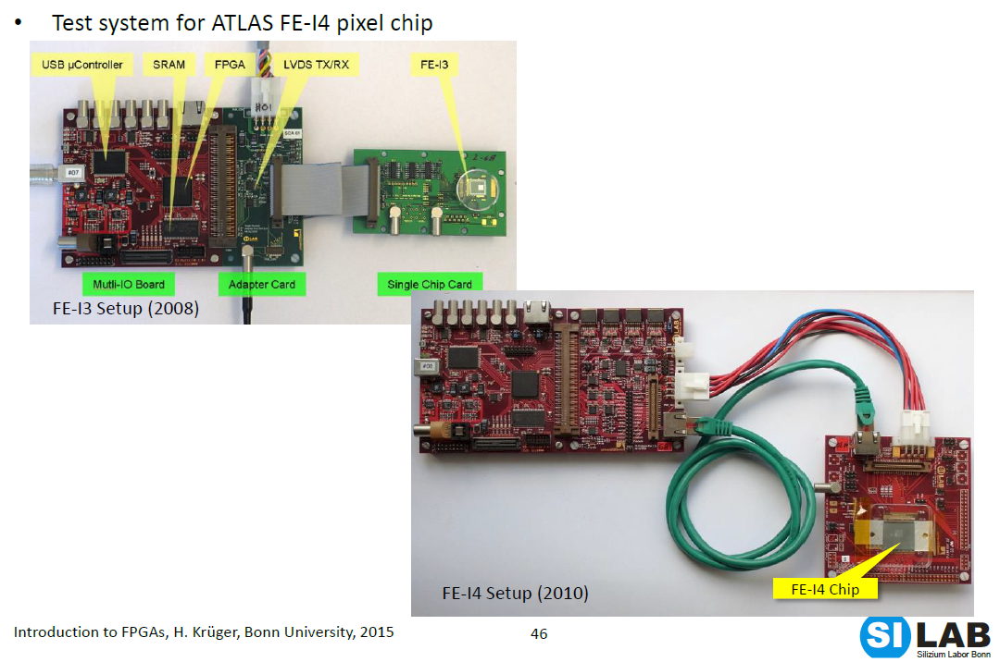 • Test system for ATLAS FE-I4 pixel chip
USB µController
SRAM
FPGA
LVDS TX/RX
FE-I3
#07
Mutli-IO Board
Adapter Card
Single Chip Card
FE-I3 Setup (2008)
LAB
FE-I4 Chip
FE-I4 Setup (2010)
Introduction to FPGAs, H. Krüger, Bonn University, 2015
46
SI LAB
Silizium Labor Bonn